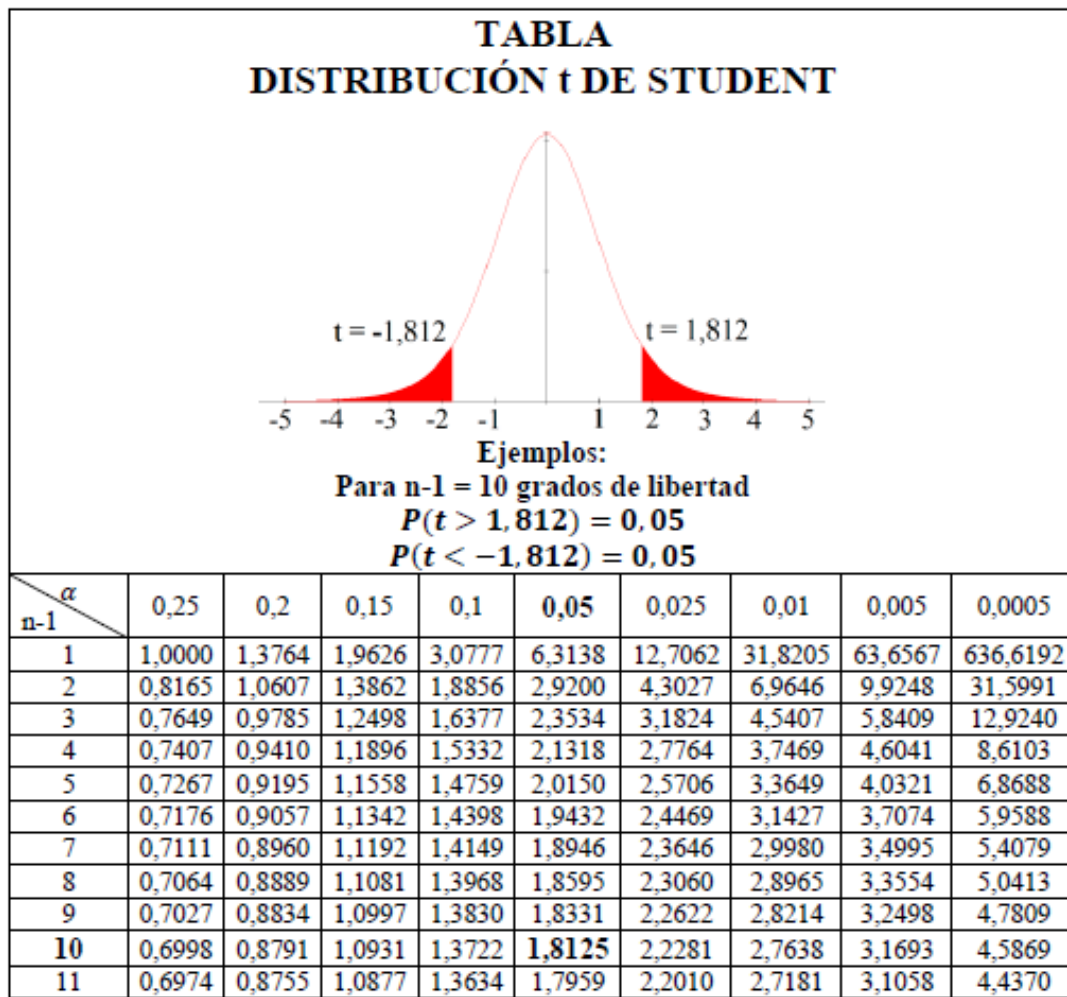 TABLA
DISTRIBUCIÓN t DE STUDENT
t = -1,812 t = 1,812
-5 -4 -3 -2 -1 1 2 3 4 5
Ejemplos:
Para n-1 = 10 grados de libertad
P(t > 1,812) = 0,05
P(t < −1,812) = 0,05
α n-1 0,25 0,2 0,15 0,1 0,05 0,025 0,01 0,005 0,0005
1 1,0000 1,3764 1,9626 3,0777 6,3138 12,7062 31,8205 63,6567 636,6192
2 0,8165 1,0607 1,3862 1,8856 2,9200 4,3027 6,9646 9,9248 31,5991
3 0,7649 0,9785 1,2498 1,6377 2,3534 3,1824 4,5407 5,8409 12,9240
4 0,7407 0,9410 1,1896 1,5332 2,1318 2,7764 3,7469 4,6041 8,6103
5 0,7267 0,9195 1,1558 1,4759 2,0150 2,5706 3,3649 4,0321 6,8688
6 0,7176 0,9057 1,1342 1,4398 1,9432 2,4469 3,1427 3,7074 5,9588
7 0,7111 0,8960 1,1192 1,4149 1,8946 2,3646 2,9980 3,4995 5,4079
8 0,7064 0,8889 1,1081 1,3968 1,8595 2,3060 2,8965 3,3554 5,0413
9 0,7027 0,8834 1,0997 1,3830 1,8331 2,2622 2,8214 3,2498 4,7809
10 0,6998 0,8791 1,0931 1,3722 1,8125 2,2281 2,7638 3,1693 4,5869
11 0,6974 0,8755 1,0877 1,3634 1,7959 2,2010 2,7181 3,1058 4,4370